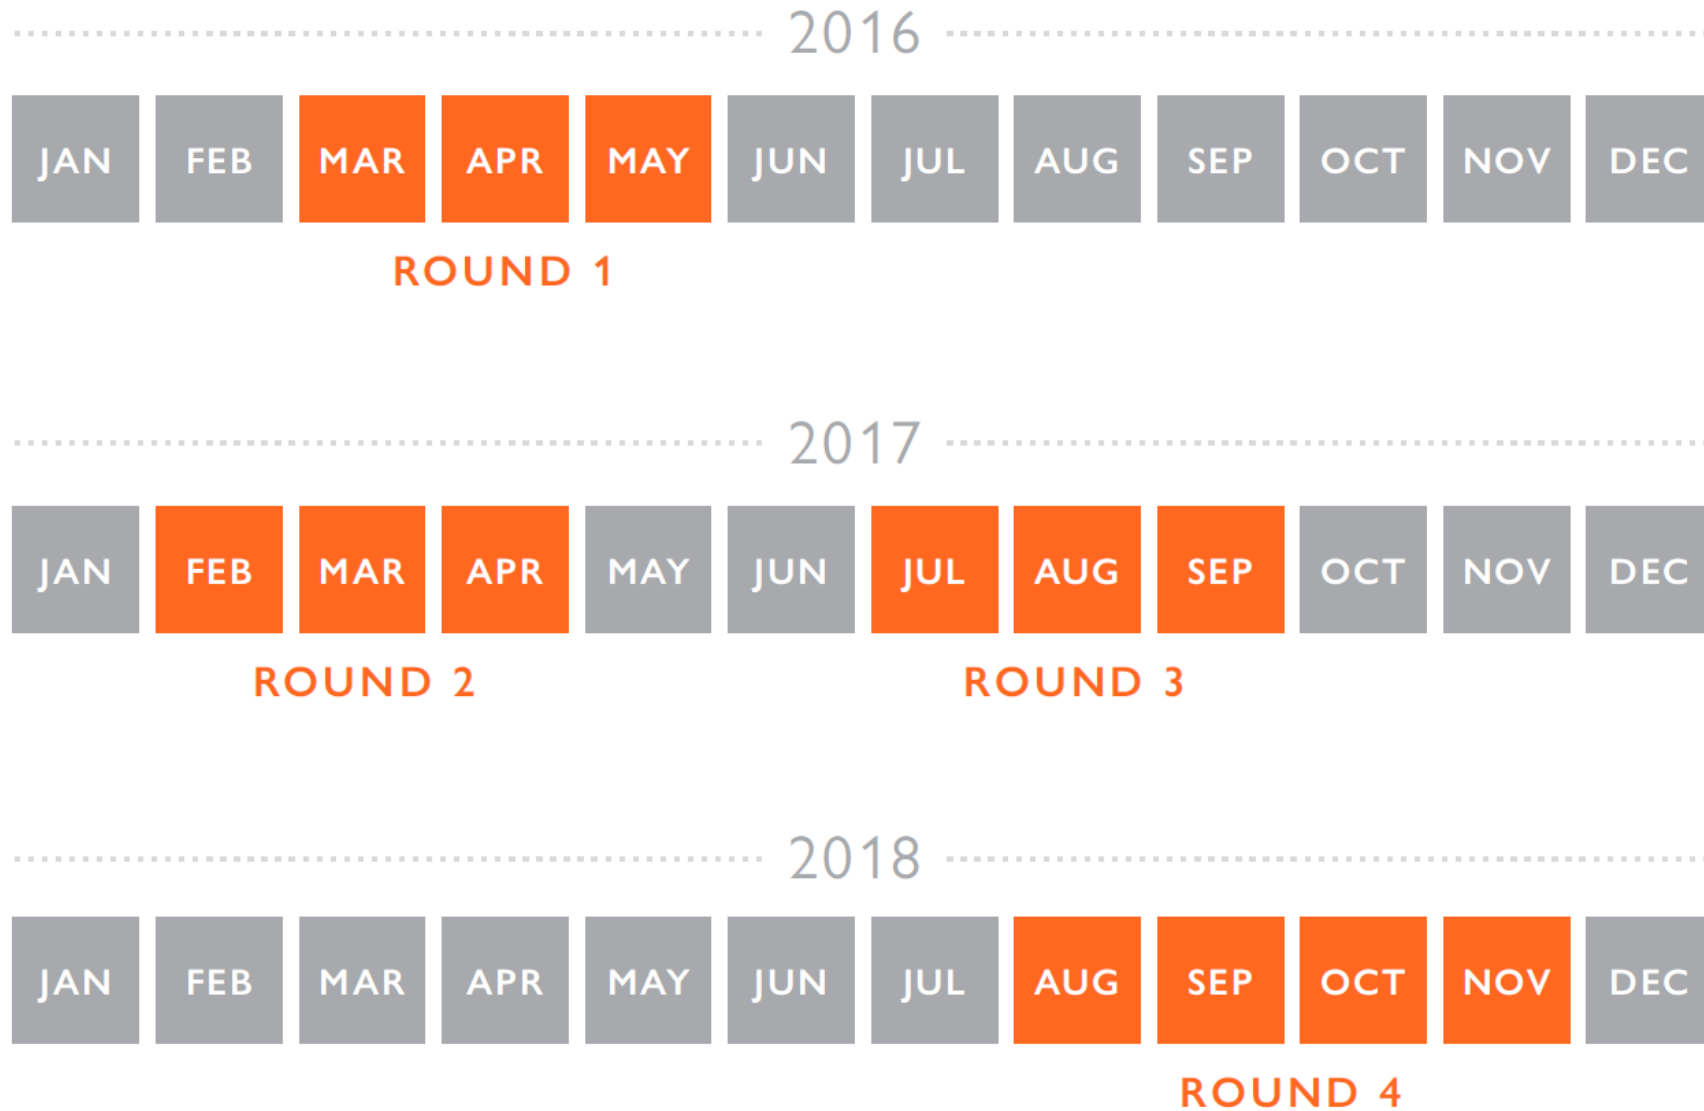 2016
JAN FEB MAR APR MAY JUN JUL AUG SEP OCT NOV DEC
ROUND 1
2017
JAN FEB MAR APR MAY JUN JUL AUG SEP OCT NOV DEC
ROUND 2 ROUND 3
2018
JAN FEB MAR APR MAY JUN JUL AUG SEP OCT NOV DEC
ROUND 4